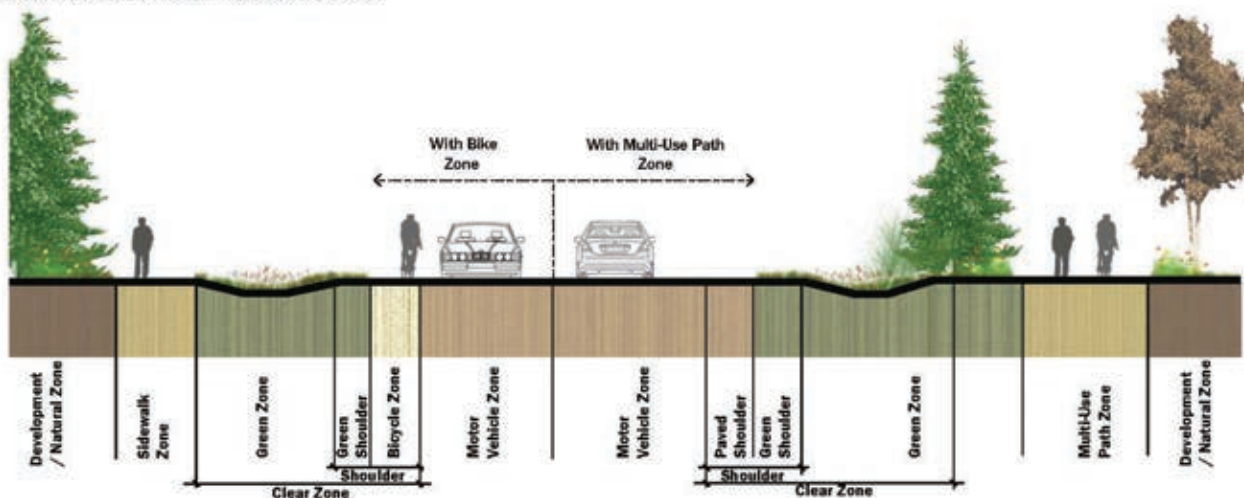 With Bike
Zone
With Multi-Use Path
Zone
Development
/ Natural Zone
Sidewalk
Zone
Green Zone
Green
Shoulder
Bicycle Zone
Motor
Vehicle Zone
Motor
Vehicle Zone
Paved
Shoulder
Green
Shoulder
Green Zone
Multi-Use
Path Zone
Development
/ Natural Zone
Shoulder
Clear Zone
Shoulder
Clear Zone